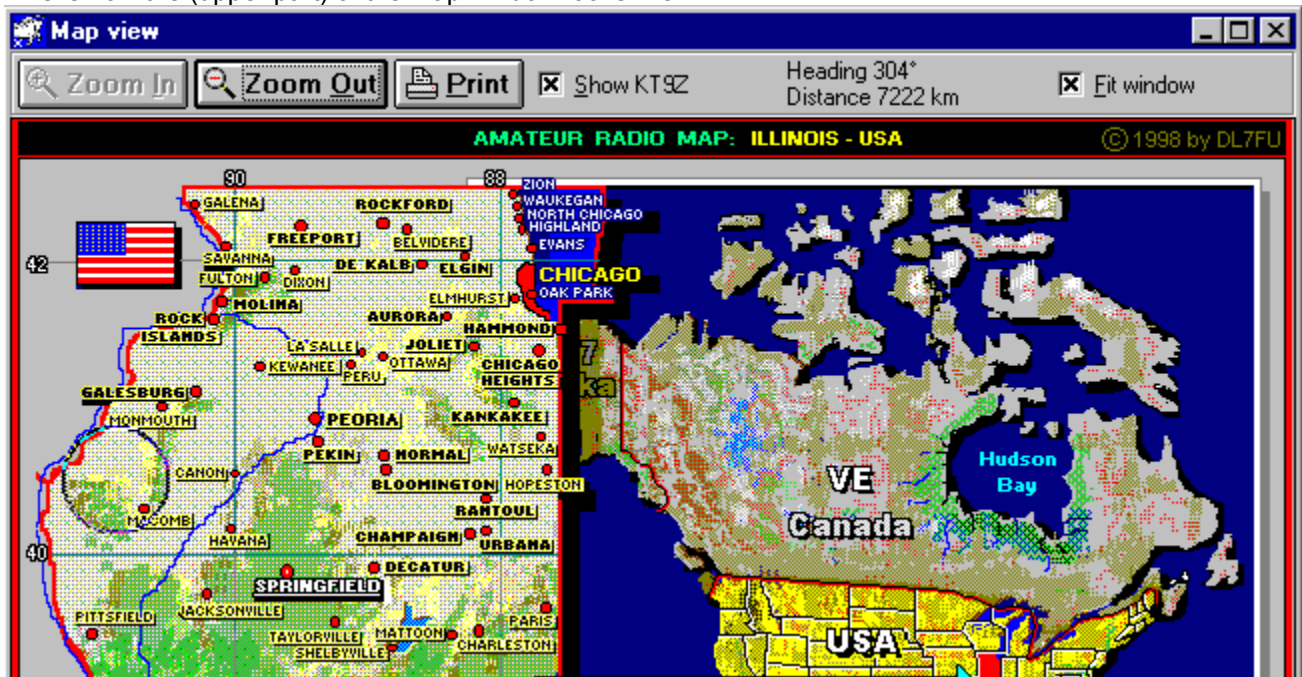 Map view
Zoom In
Zoom Out
Print
Show KT9Z
Heading 304°
Distance 7222 km
Fit window
AMATEUR RADIO MAP: ILLINOIS - USA
© 1998 by DL7FU
90
88
ZION
GALENA
ROCKFORD
WAUKEGAN
NORTH CHICAGO
HIGHLAND
FREEPORT
BELVIDERE
EVANS
42
SAVANNA
DE KALB
ELGIN
CHICAGO
FULTON
DIXON
OAK PARK
ELMHURST
MOLINA
AURORA
ROCK
ISLANDS
HAMMOND
LA'SALLE
JOLIET
OTTAWA
CHICAGO
HEIGHTS
KEWANEE
PERU
7
ka
GALESBURG
MONMOUTH
PEORIA
KANKAKEE
PEKIN
NORMAL
WATSEKA
CANON
BLOOMINGTON
HOPESTON
VE
Canada
Hudson
Bay
RANTOUL
MACOMB
HAVANA
CHAMPAIGN
URBANA
40
DECATUR
SPRINGFIELD
JACKSONVILLE
PITTSFIELD
PARIS
TAYLORVILLE
MATTOON
SHELBYVILLE
CHARLESTON
USA